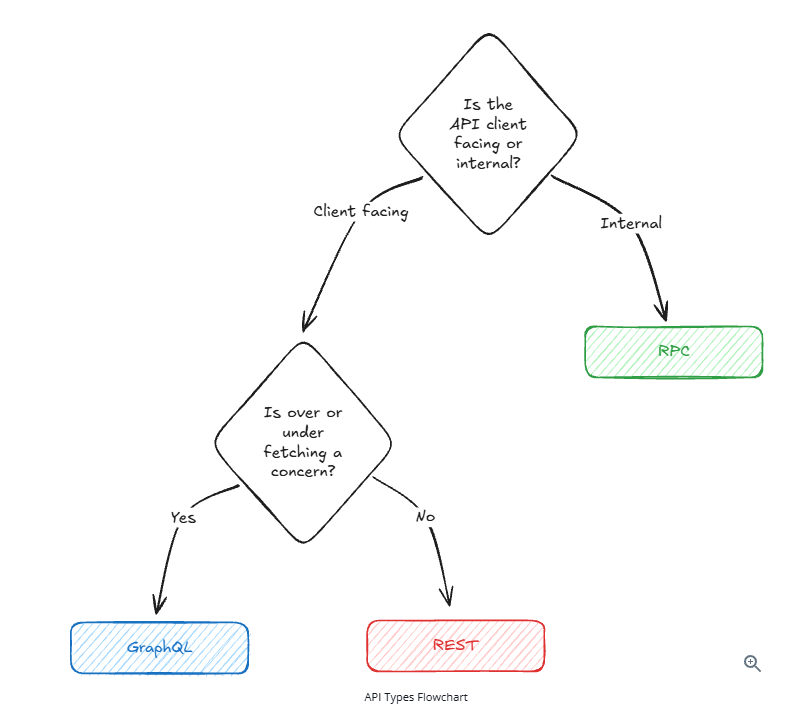 Is the
API client
facing or
internal?
Client facing
Internal
RPC
Is over or
under
fetching a
concern?
Yes
No
GraphQL
REST
API Types Flowchart